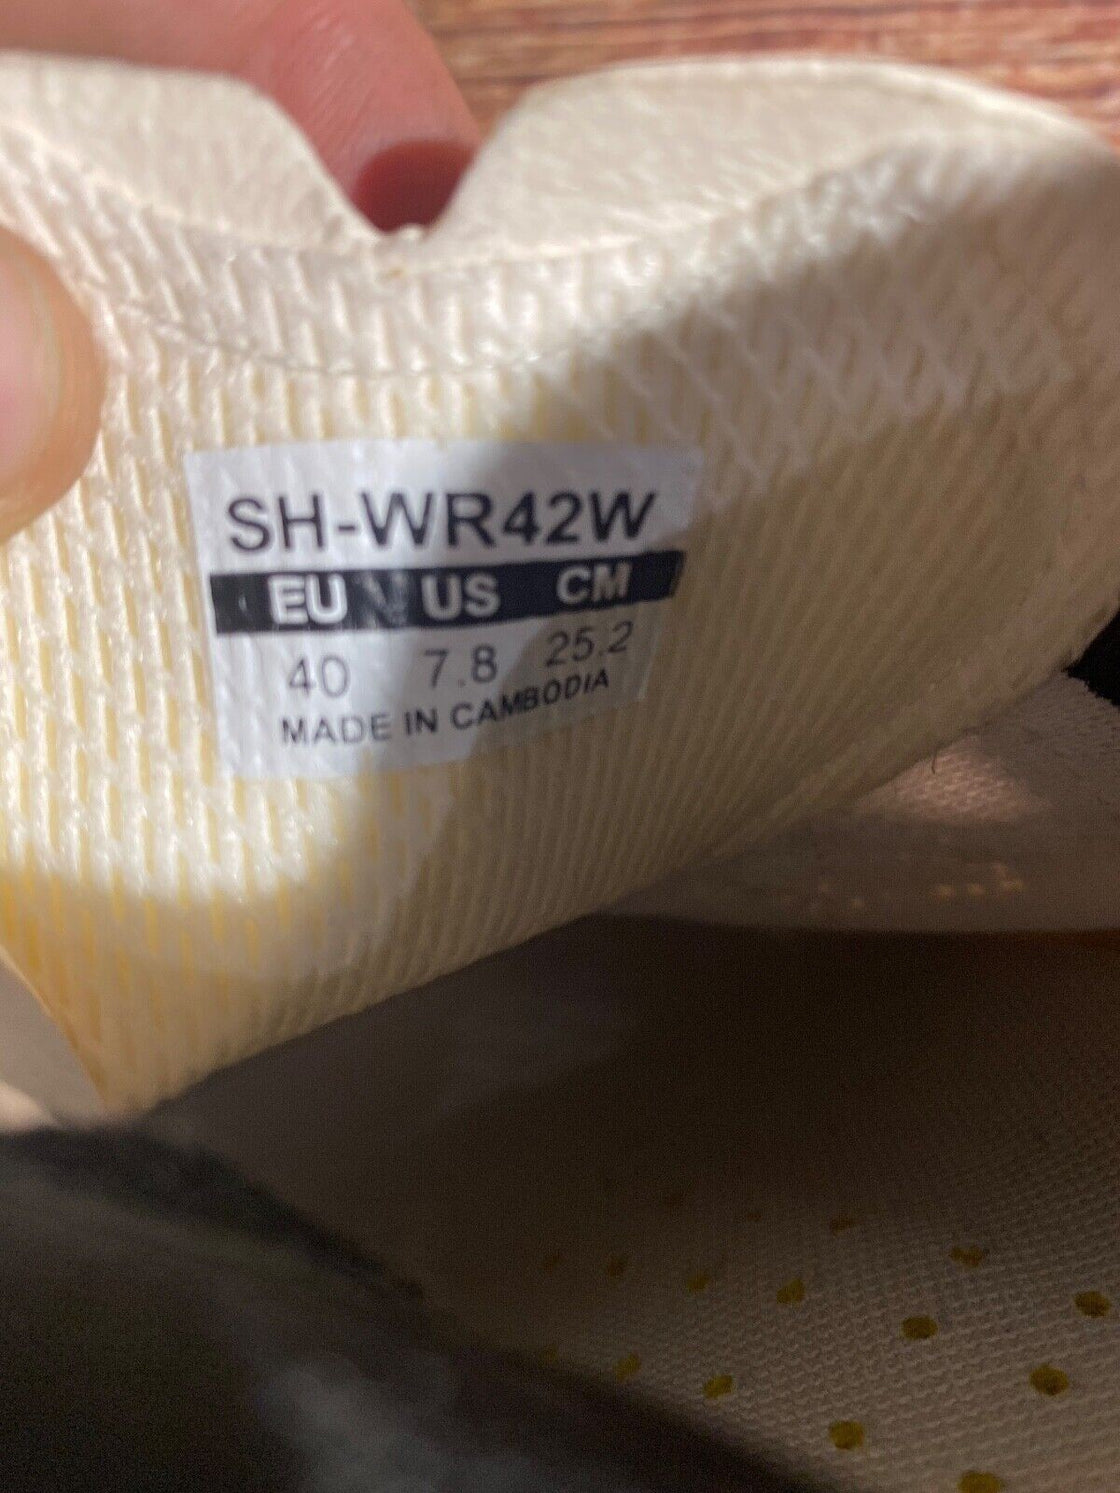 SH-WR42W
EU US CM
40 7.8 25.2
MADE IN CAMBODIA